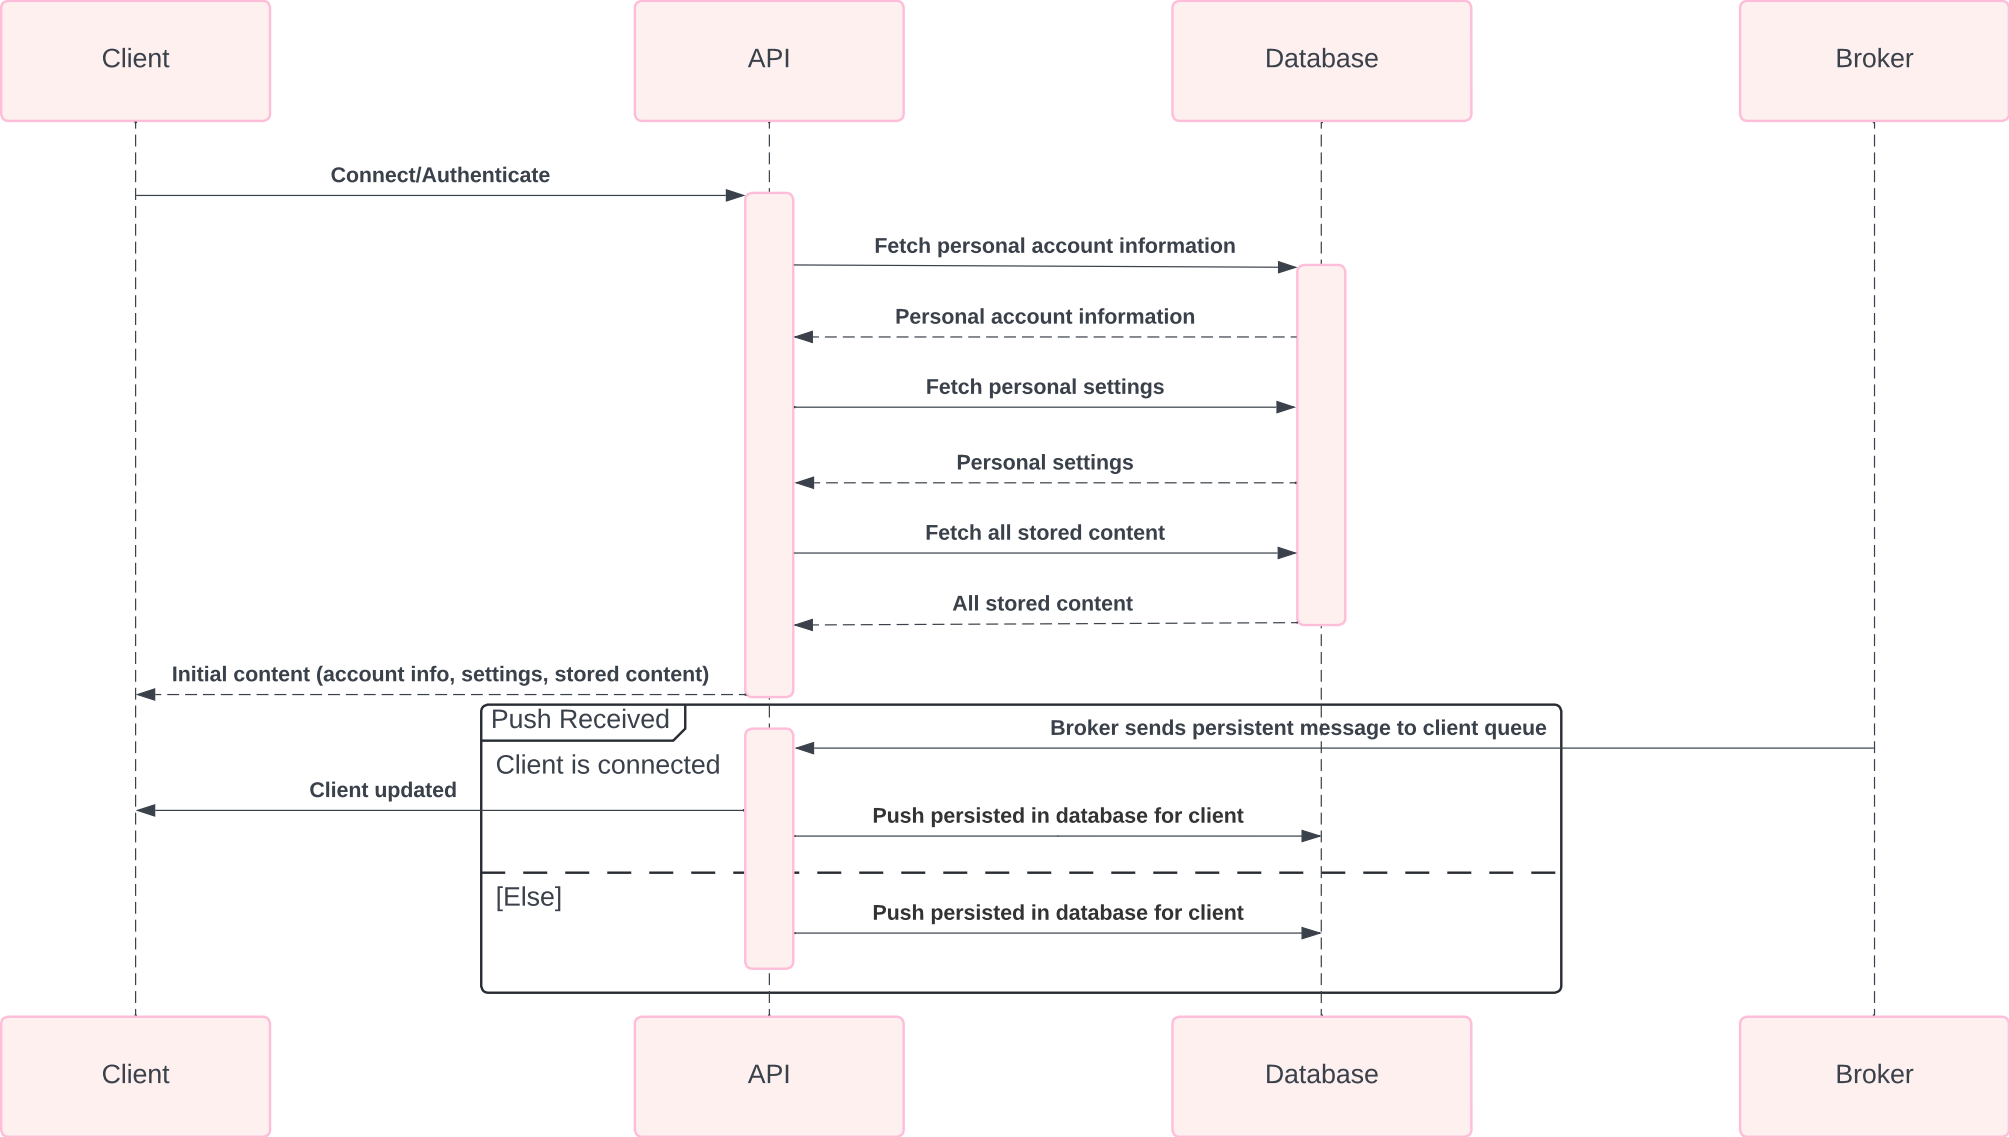 Client
API
Database
Broker
Connect/Authenticate
Fetch personal account information
Personal account information
Fetch personal settings
Personal settings
Fetch all stored content
All stored content
Initial content (account info, settings, stored content)
Push Received
Broker sends persistent message to client queue
Client is connected
Client updated
Push persisted in database for client
[Else]
Push persisted in database for client
Client
API
Database
Broker